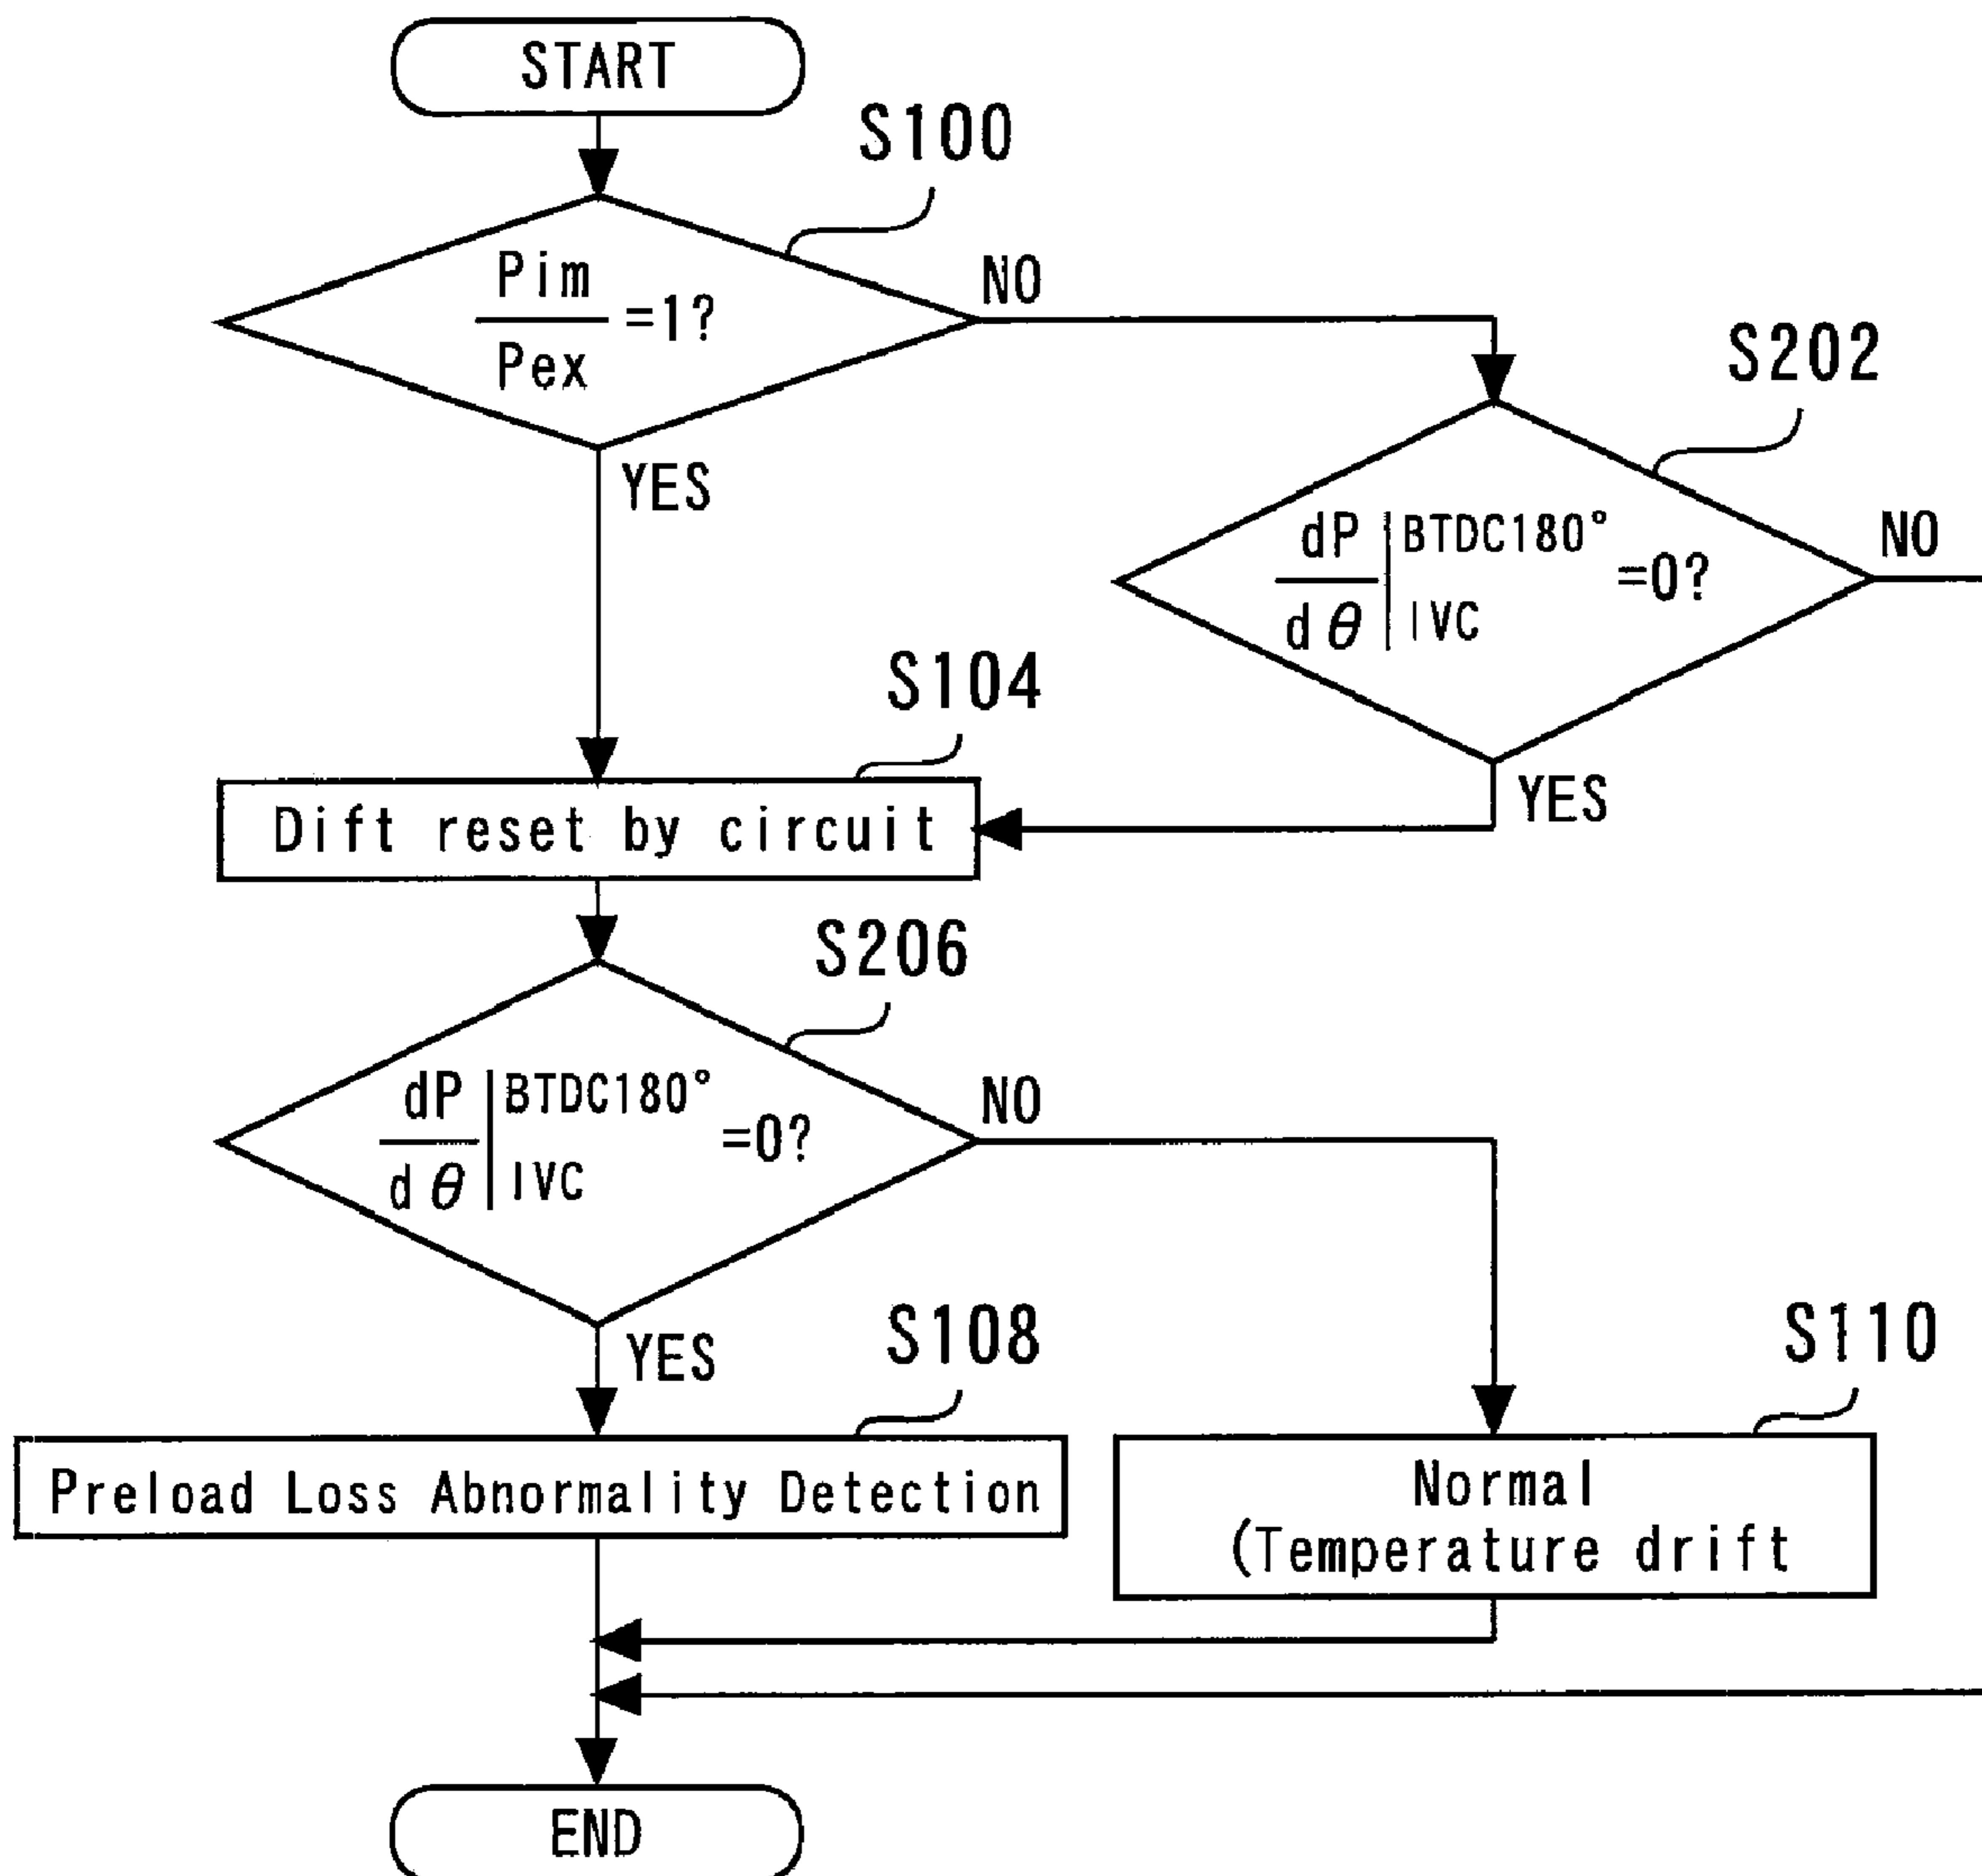 START
S100
Pim
=1?
Pex
NO
YES
S202
dP
BTDC180°
=0?
dθ
IVC
NO
YES
S104
Dift reset by circuit
S206
dP
BTDC180°
=0?
dθ
IVC
NO
YES
S108
Preload Loss Abnormality Detection
S110
Normal
(Temperature drift
END